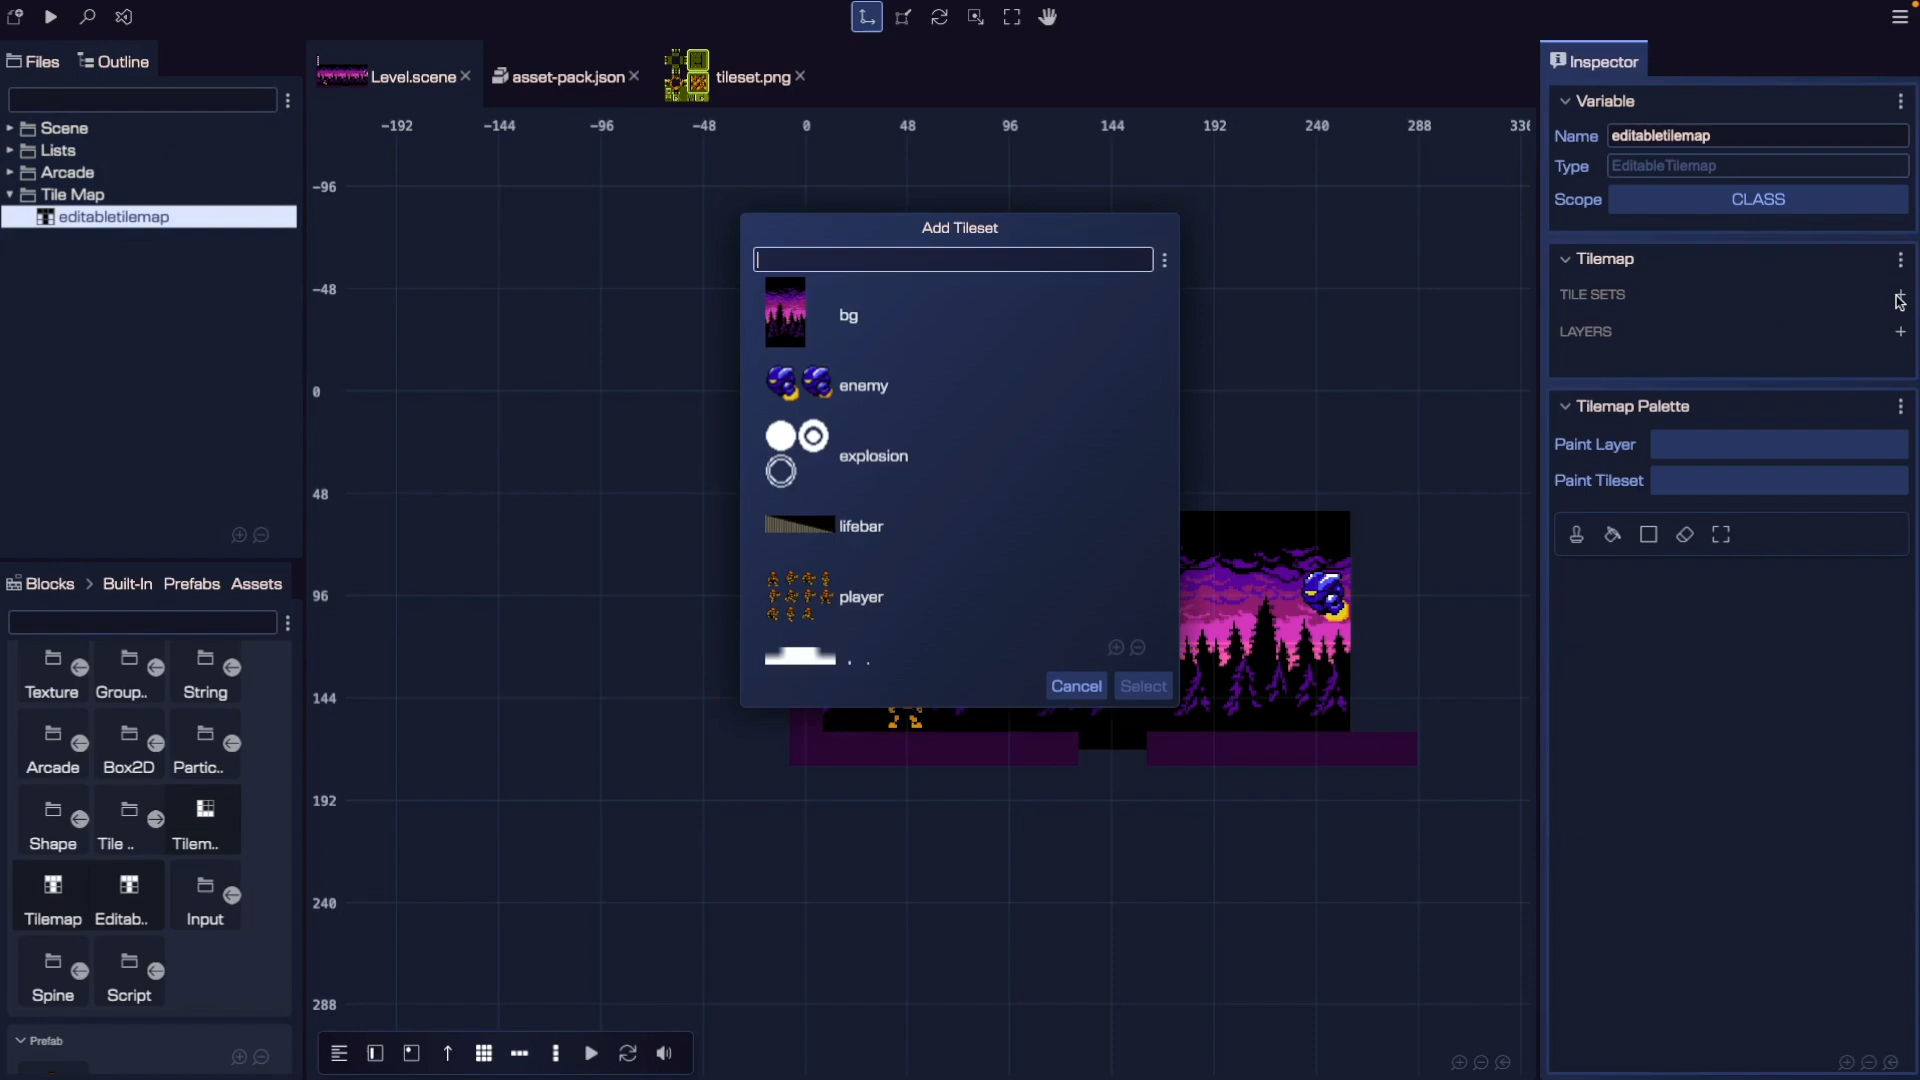 Files
Outline
Level.scene
asset-pack.json
tileset.png
Inspector
-192
-144
-96
-48
0
48
96
144
192
240
288
-96
-48
0
48
96
144
192
240
288
Scene
Lists
Arcade
Tile Map
editabletilemap
Blocks
Built-In
Prefabs
Assets
Texture
Group..
String
Arcade
Box2D
Partic..
Shape
Tile ..
Tilem..
Tilemap
Editab..
Input
Spine
Script
Prefab
Add Tileset
bg
enemy
explosion
lifebar
player
Cancel
Select
Variable
Name
editabletilemap
Type
EditableTilemap
Scope
CLASS
Tilemap
TILE SETS
LAYERS
Tilemap Palette
Paint Layer
Paint Tileset